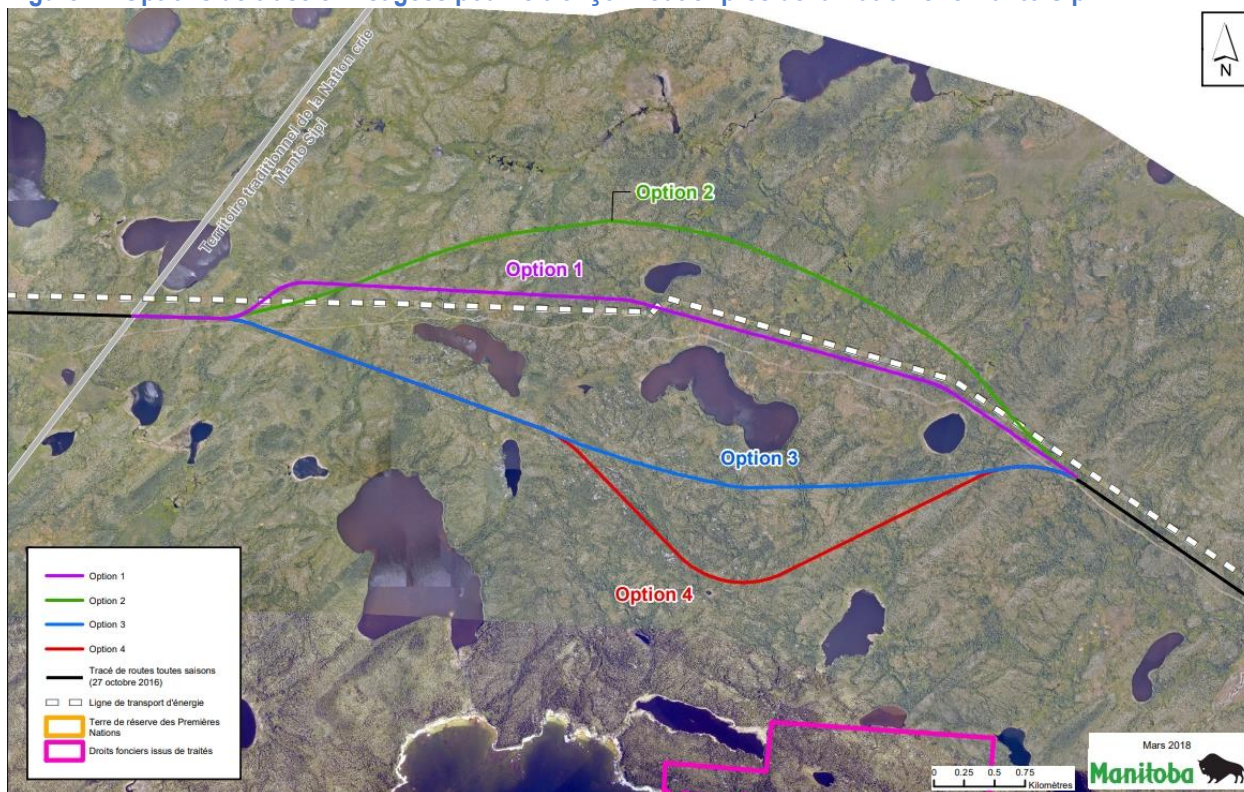 N
Territoire traditionnel de la Nation crie
Manto Sipi
Option 2
Option 1
Option 3
Option 4
Option 1
Option 2
Option 3
Option 4
Tracé de routes toutes saisons
(27 octobre 2016)
Ligne de transport d'énergie
Terre de réserve des Premières
Nations
Droits fonciers issus de traités
0 0.25 0.5 0.75
Kilomètres
Mars 2018
Manitoba